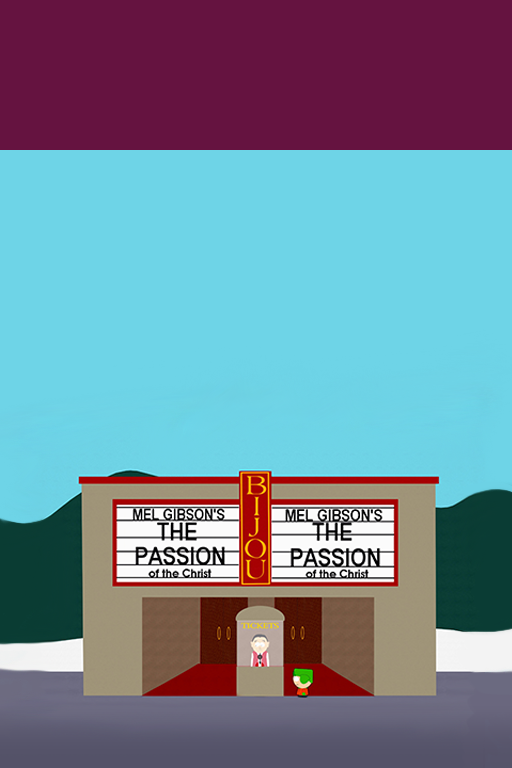 BIJOU
MEL GIBSON'S
THE
PASSION
of the Christ
MEL GIBSON'S
THE
PASSION
of the Christ
TICKETS